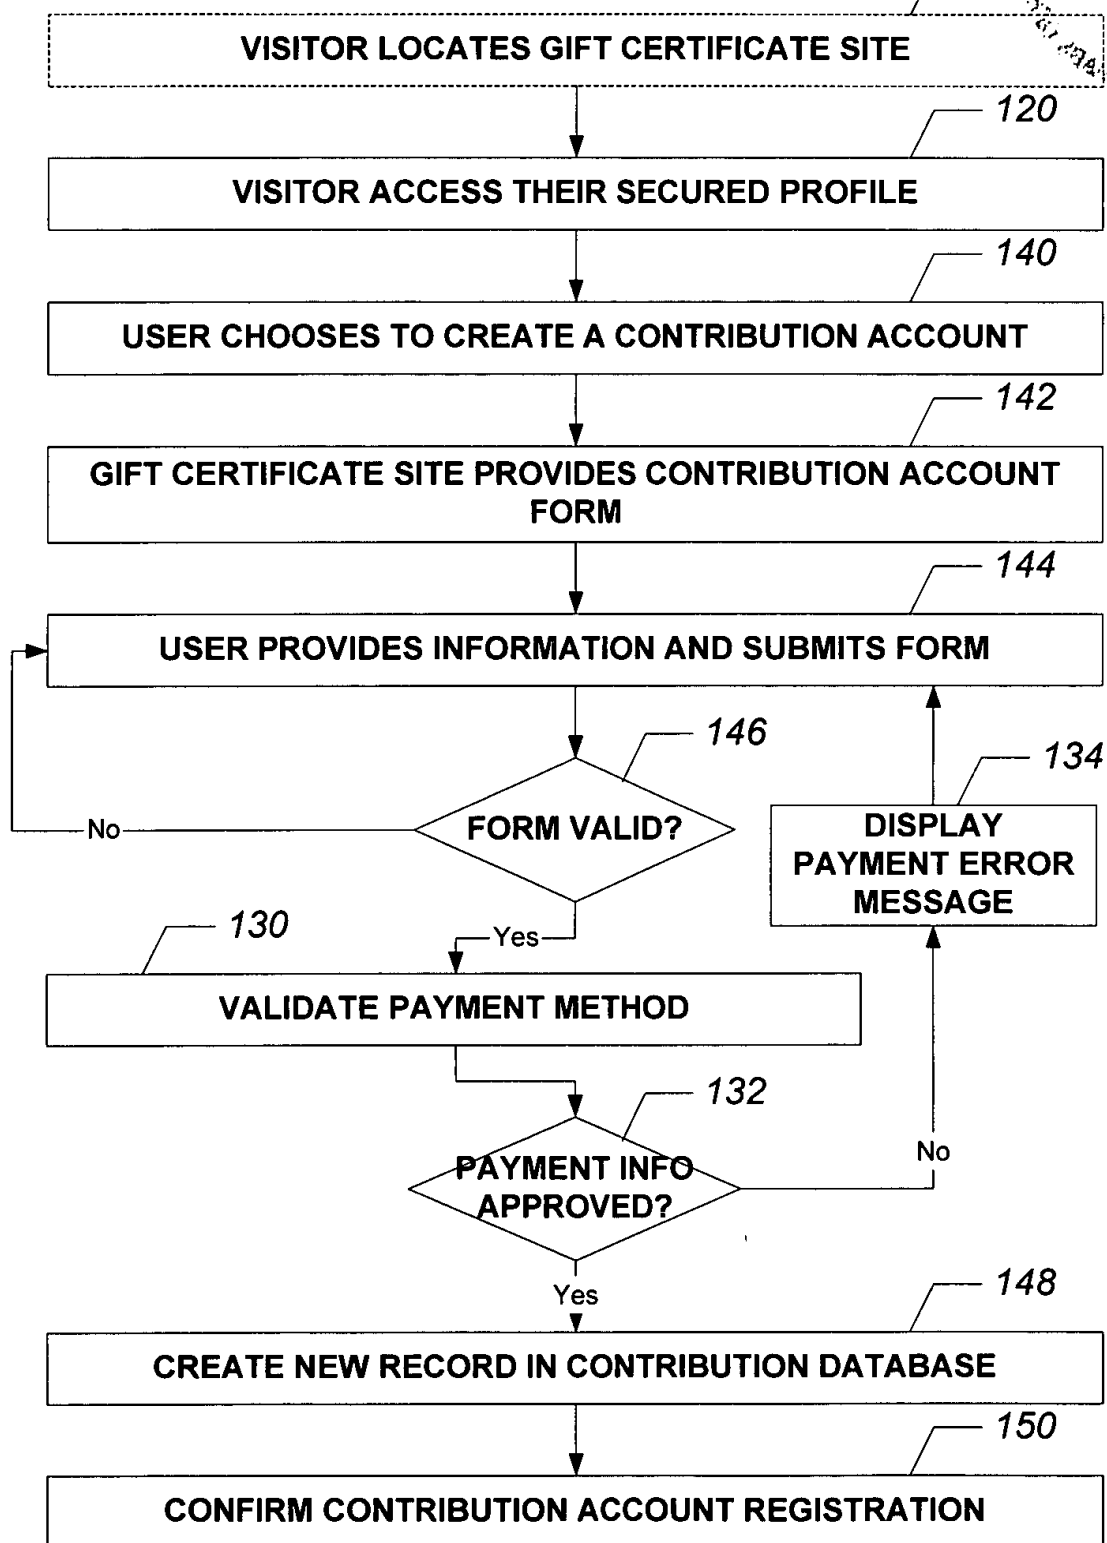 VISITOR LOCATES GIFT CERTIFICATE SITE
120
VISITOR ACCESS THEIR SECURED PROFILE
140
USER CHOOSES TO CREATE A CONTRIBUTION ACCOUNT
142
GIFT CERTIFICATE SITE PROVIDES CONTRIBUTION ACCOUNT
FORM
144
USER PROVIDES INFORMATION AND SUBMITS FORM
146
134
No
FORM VALID?
DISPLAY
PAYMENT ERROR
MESSAGE
130
Yes
VALIDATE PAYMENT METHOD
132
PAYMENT INFO
APPROVED?
No
Yes
148
CREATE NEW RECORD IN CONTRIBUTION DATABASE
150
CONFIRM CONTRIBUTION ACCOUNT REGISTRATION